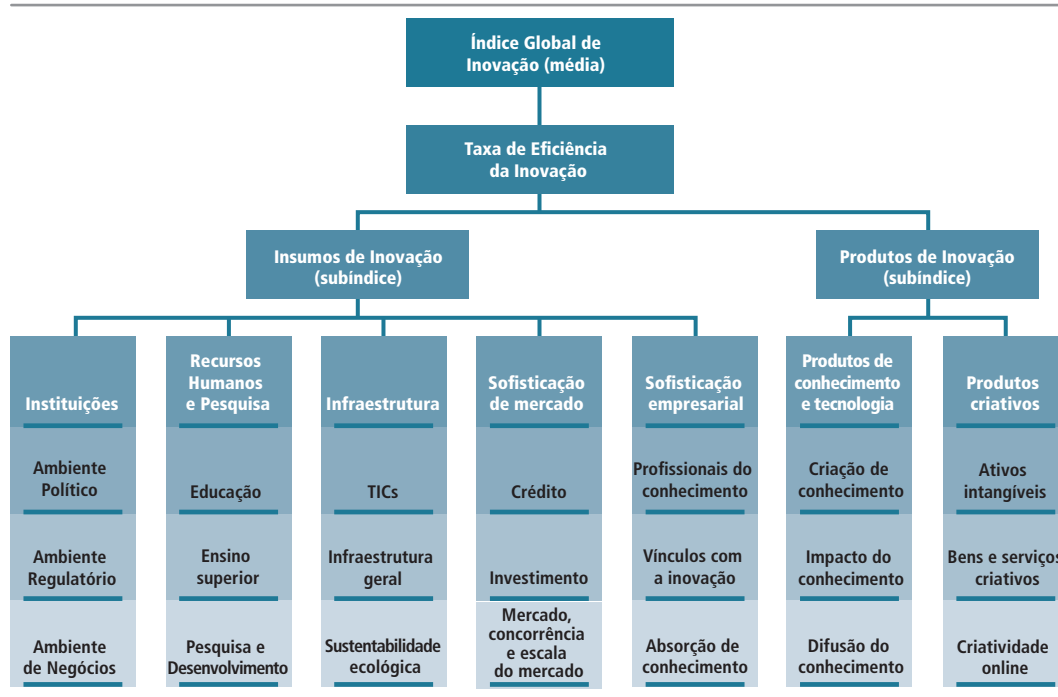 Índice Global de
Inovação (média)
Taxa de Eficiência
da Inovação
Insumos de Inovação
(subíndice)
Produtos de Inovação
(subíndice)
Instituições
Recursos
Humanos
e Pesquisa
Infraestrutura
Sofisticação
de mercado
Sofisticação
empresarial
Produtos de
conhecimento
e tecnologia
Produtos
criativos
Ambiente
Político
Educação
TICs
Crédito
Profissionais do
conhecimento
Criação de
conhecimento
Ativos
intangíveis
Ambiente
Regulatório
Ensino
superior
Infraestrutura
geral
Investimento
Vínculos com
a inovação
Impacto do
conhecimento
Bens e serviços
criativos
Ambiente
de Negócios
Pesquisa e
Desenvolvimento
Sustentabilidade
ecológica
Mercado,
concorrência
e escala
do mercado
Absorção de
conhecimento
Difusão do
conhecimento
Criatividade
online